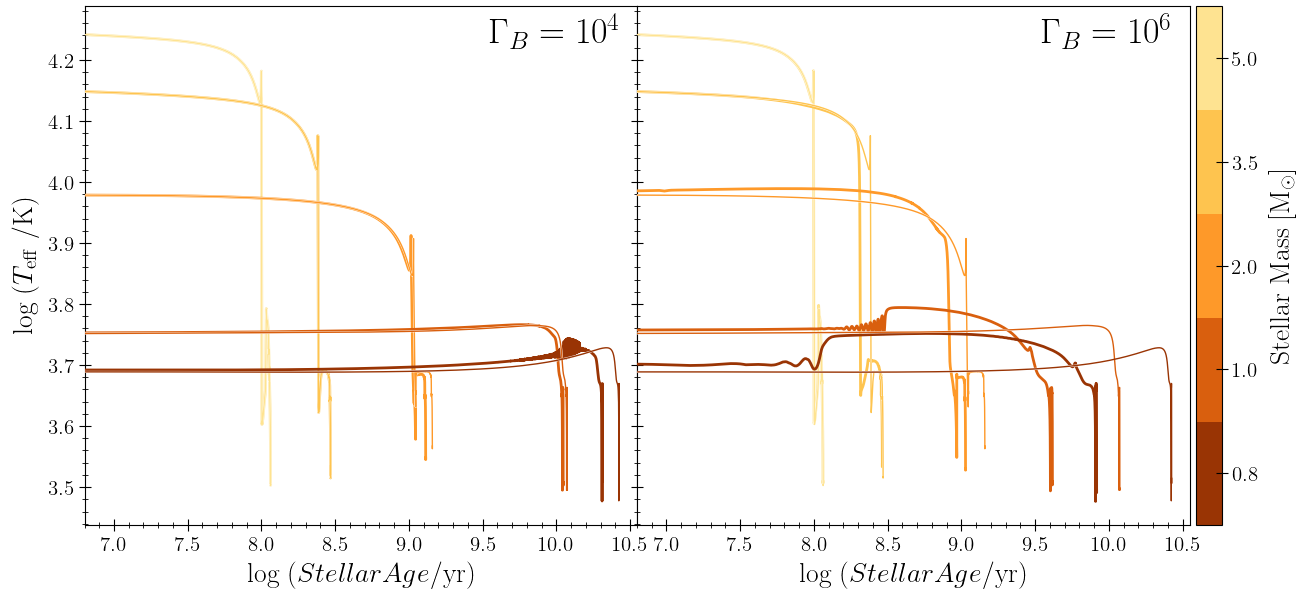 Γ_B = 10^4
Γ_B = 10^6
log (T_eff /K)
4.2
4.1
4.0
3.9
3.8
3.7
3.6
3.5
7.0 7.5 8.0 8.5 9.0 9.5 10.0 10.5
7.0 7.5 8.0 8.5 9.0 9.5 10.0 10.5
log (StellarAge/yr)
log (StellarAge/yr)
5.0
3.5
2.0
1.0
0.8
Stellar Mass [M_⊙]